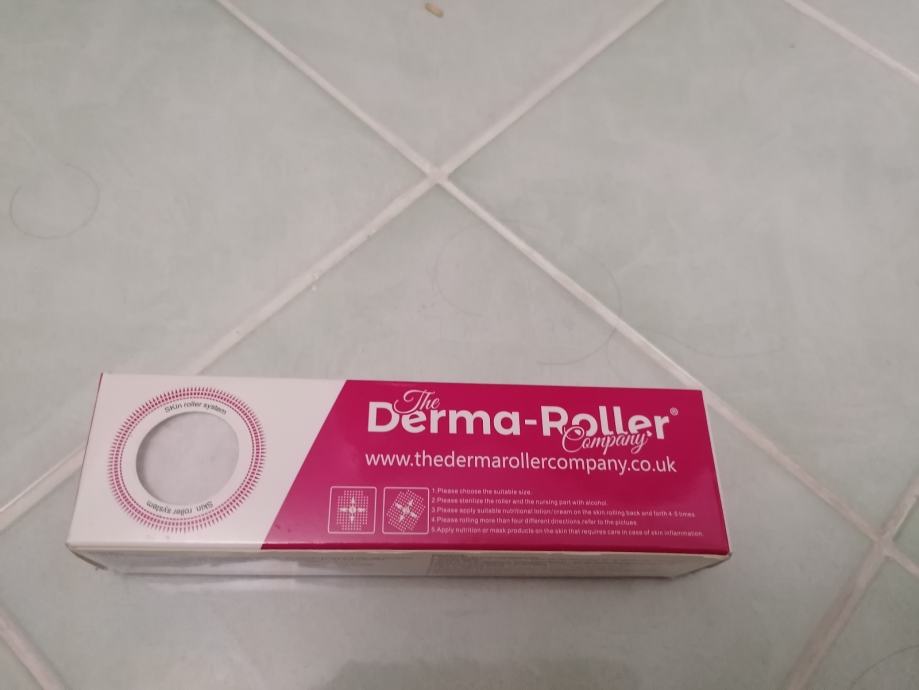 Skin roller system
Skin roller system
The
Derma-Roller®
Company
www.thedermarollercompany.co.uk
1.Please choose the suitable size.
2.Please sterilize the roller and the nursing part with alcohol.
3.Please apply suitable nutritional lotion/cream on the skin rolling back and forth 4-5 times.
4.Please rolling more than four different directions,refer to the pictues.
5.Apply nutrition or mask products on the skin that requires care in case of skin inflammation.